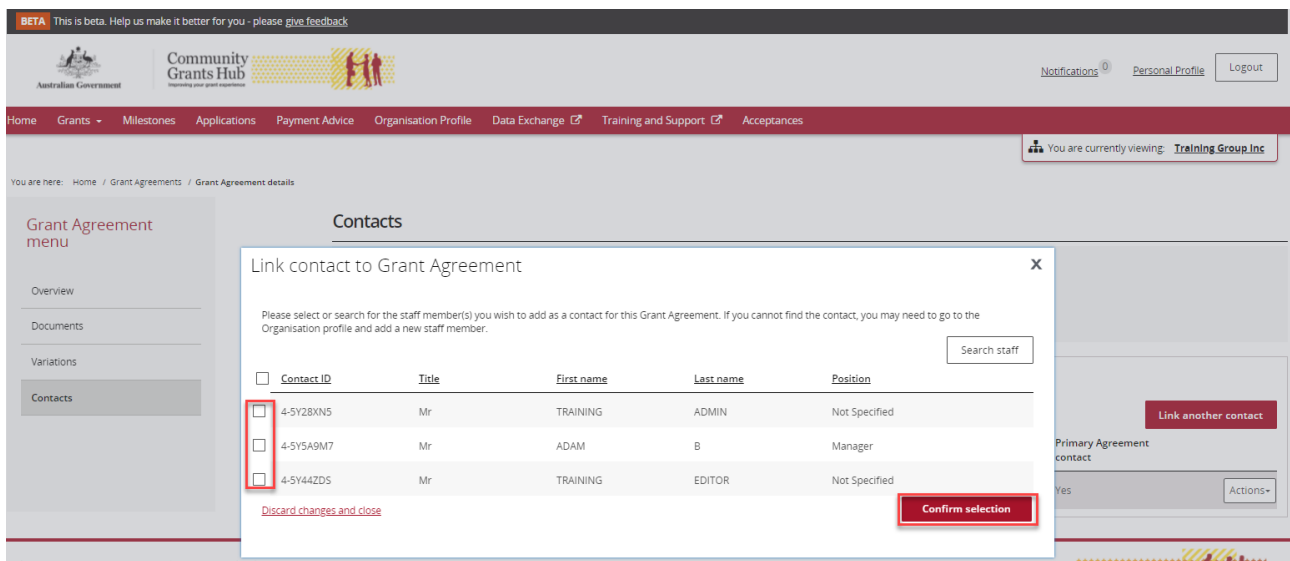 BETA This is beta. Help us make it better for you - please give feedback
Australian Government
Community
Grants Hub
Improving your grant experience
Notifications 0 Personal Profile Logout
Home Grants Milestones Applications Payment Advice Organisation Profile Data Exchange Training and Support Acceptances
You are currently viewing: Training Group Inc
You are here: Home / Grant Agreements / Grant Agreement details
Grant Agreement
menu
Overview
Documents
Variations
Contacts
Contacts
Link contact to Grant Agreement X
Please select or search for the staff member(s) you wish to add as a contact for this Grant Agreement. If you cannot find the contact, you may need to go to the
Organisation profile and add a new staff member.
Search staff
Contact ID Title First name Last name Position
4-5Y28XN5 Mr TRAINING ADMIN Not Specified
4-5Y5A9M7 Mr ADAM B Manager
4-5Y44ZDS Mr TRAINING EDITOR Not Specified
Discard changes and close Confirm selection
Link another contact
Primary Agreement
contact
Yes Actions